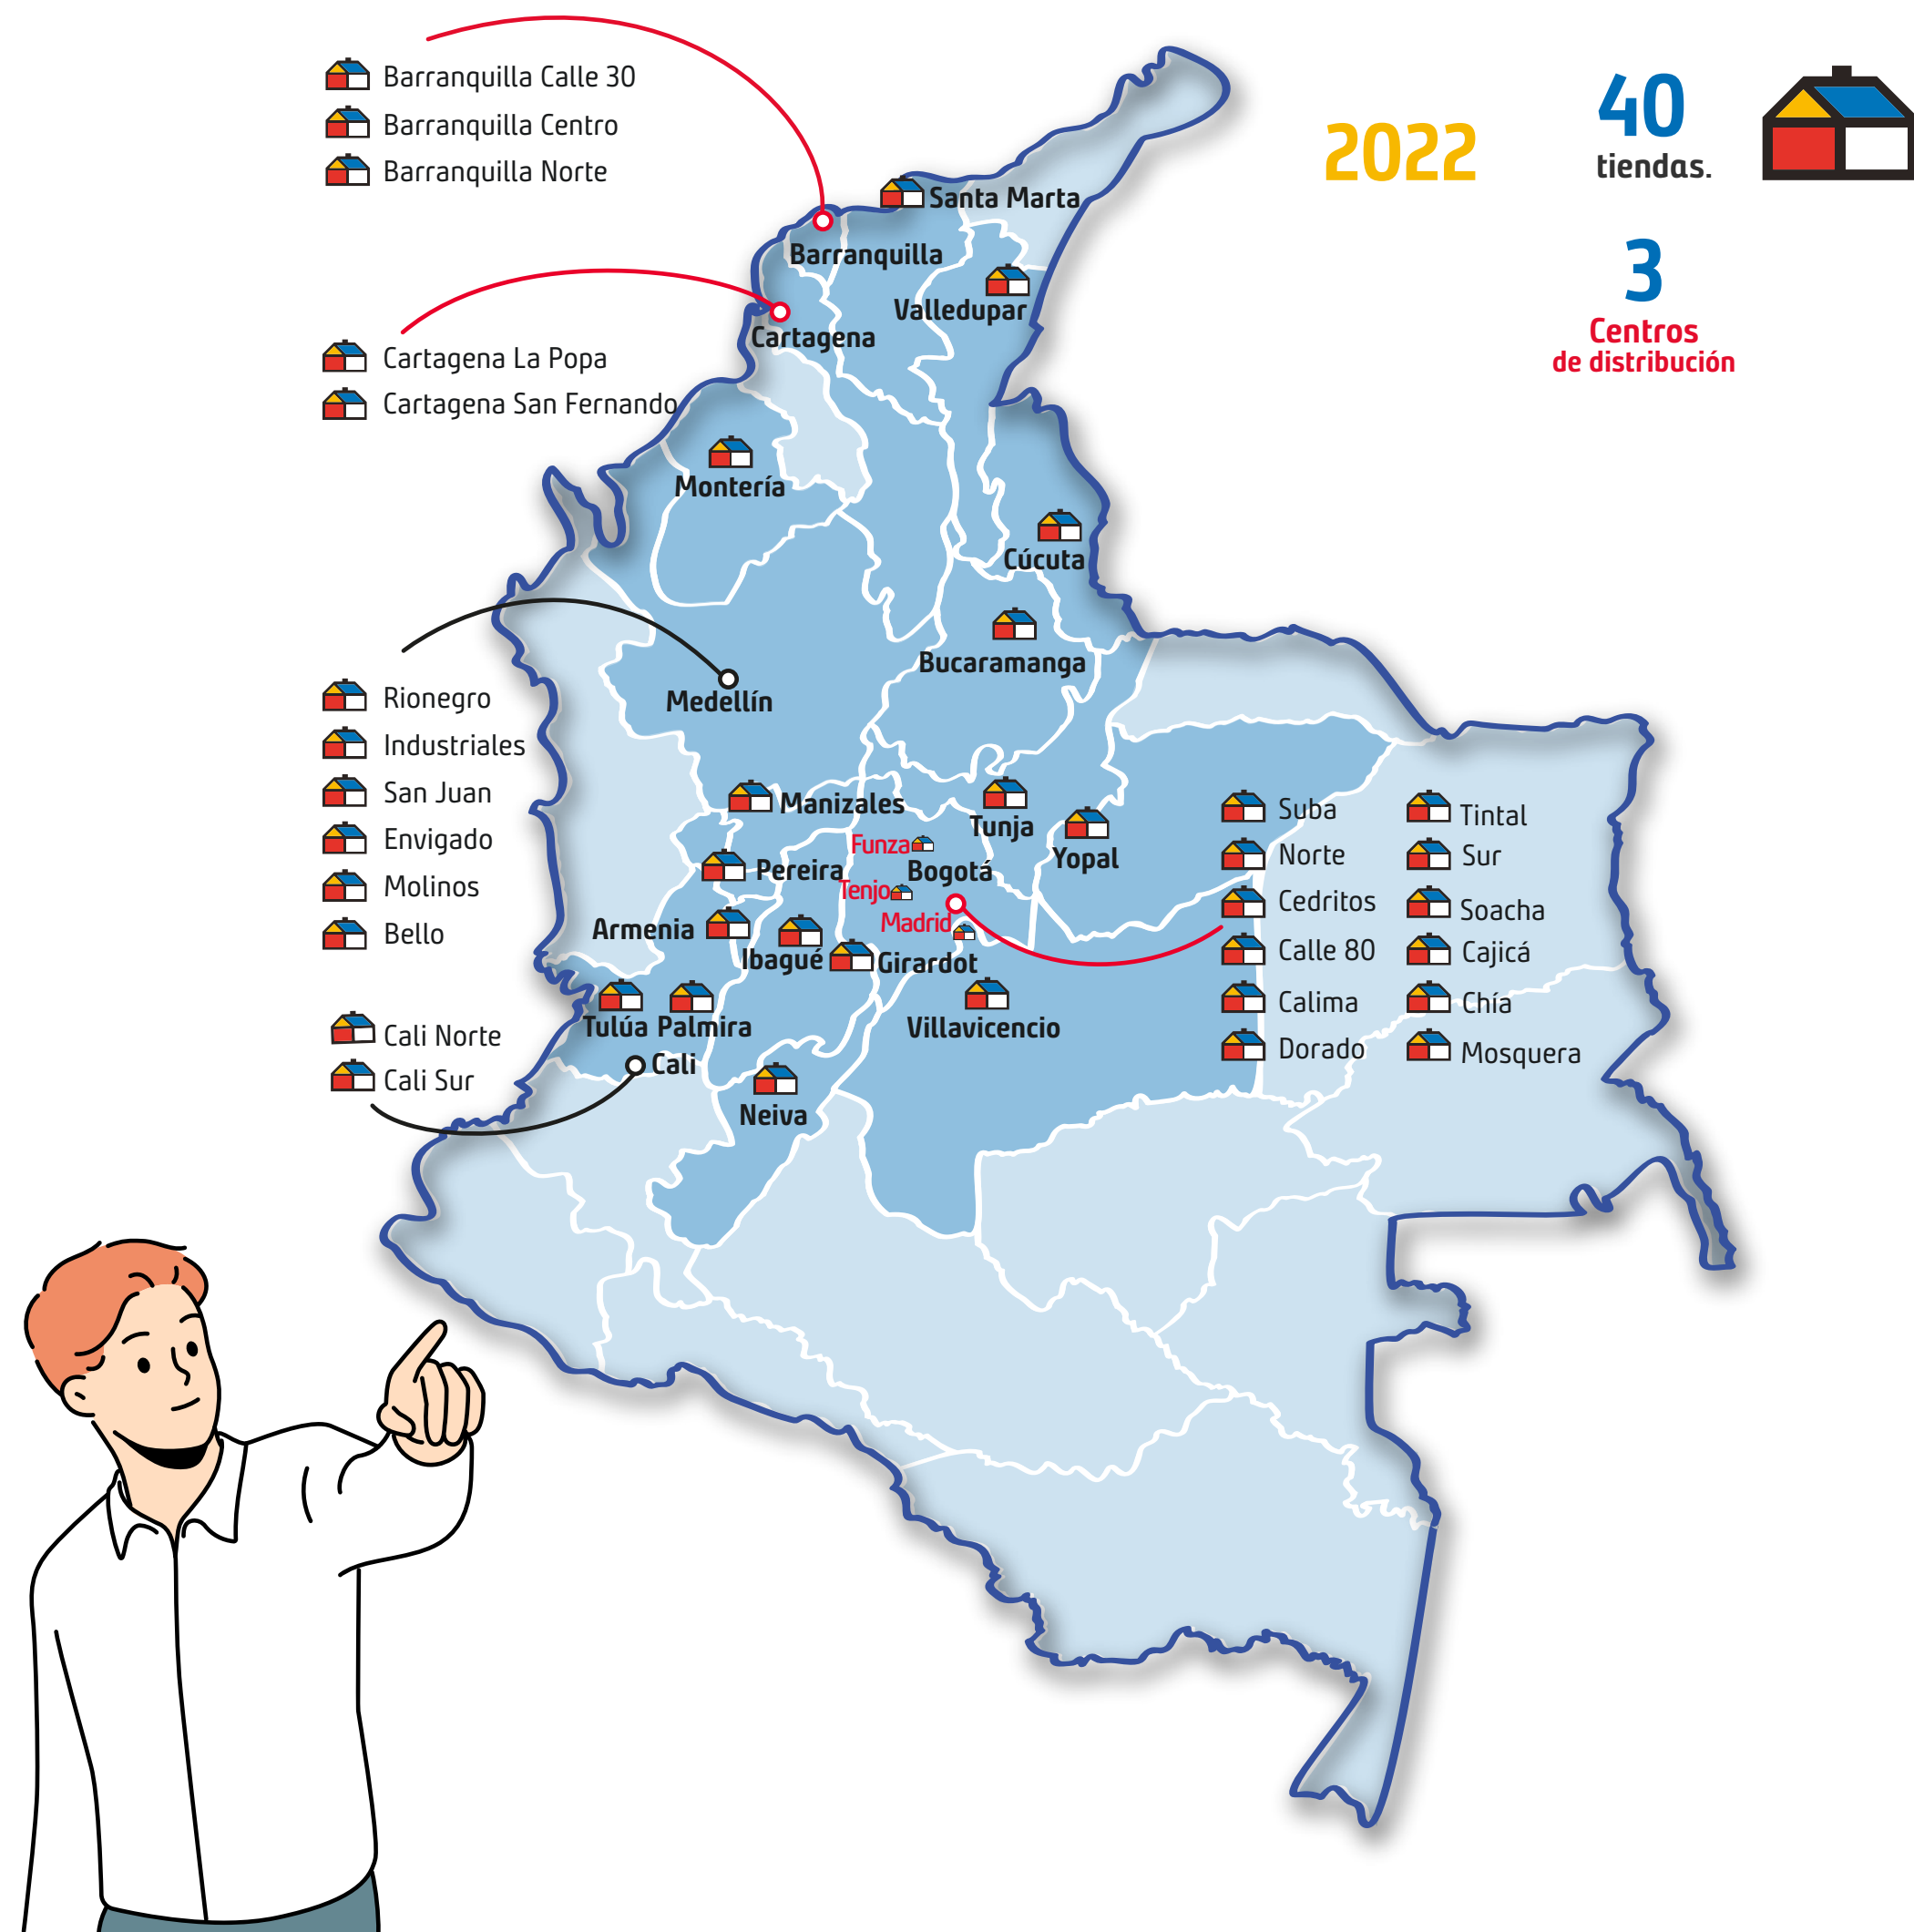 Barranquilla Calle 30
Barranquilla Centro
Barranquilla Norte
2022
40
tiendas.
3
Centros
de distribución
Santa Marta
Barranquilla
Valledupar
Cartagena
Cartagena La Popa
Cartagena San Fernando
Montería
Cúcuta
Bucaramanga
Medellín
Rionegro
Industriales
San Juan
Envigado
Molinos
Bello
Manizales
Tunja
Yopal
Funza
Bogotá
Pereira
Tenjo
Madrid
Armenia
Ibagué
Girardot
Villavicencio
Tulúa
Palmira
Cali
Neiva
Cali Norte
Cali Sur
Suba
Norte
Cedritos
Calle 80
Calima
Dorado
Tintal
Sur
Soacha
Cajicá
Chía
Mosquera